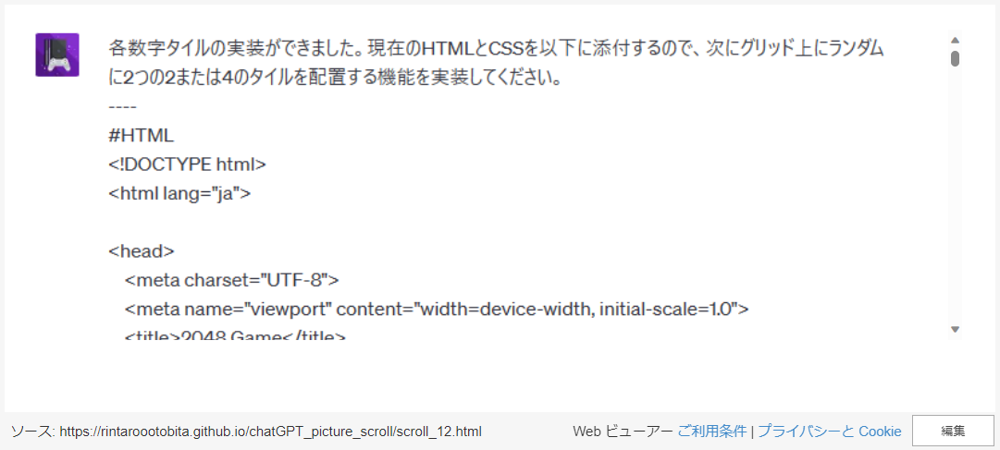 各数字タイルの実装ができました。現在のHTMLとCSSを以下に添付するので、次にグリッド上にランダム
に2つの2または4のタイルを配置する機能を実装してください。
----
#HTML
<!DOCTYPE html>
<html lang="ja">
<head>
<meta charset="UTF-8">
<meta name="viewport" content="width=device-width, initial-scale=1.0">
<title>2048 Game</title>
ソース: https://rintaroootobita.github.io/chatGPT_picture_scroll/scroll_12.html
Web ビューアー ご利用条件 | プライバシーと Cookie
編集